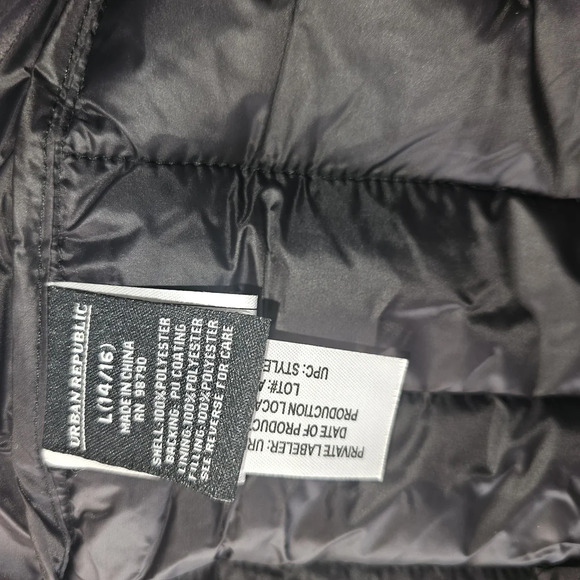 URBAN REPUBLIC
L(14/16)
MADE IN CHINA
RN 98790
SHELL:100%POLYESTER
BACKING: PU COATING
LINING:100%POLYESTER
FILLING:100%POLYESTER
SEE REVERSE FOR CARE
PRIVATE LABELER: UR
DATE OF PRODUC
PRODUCTION LOCA
LOT#: A
UPC: STYLE